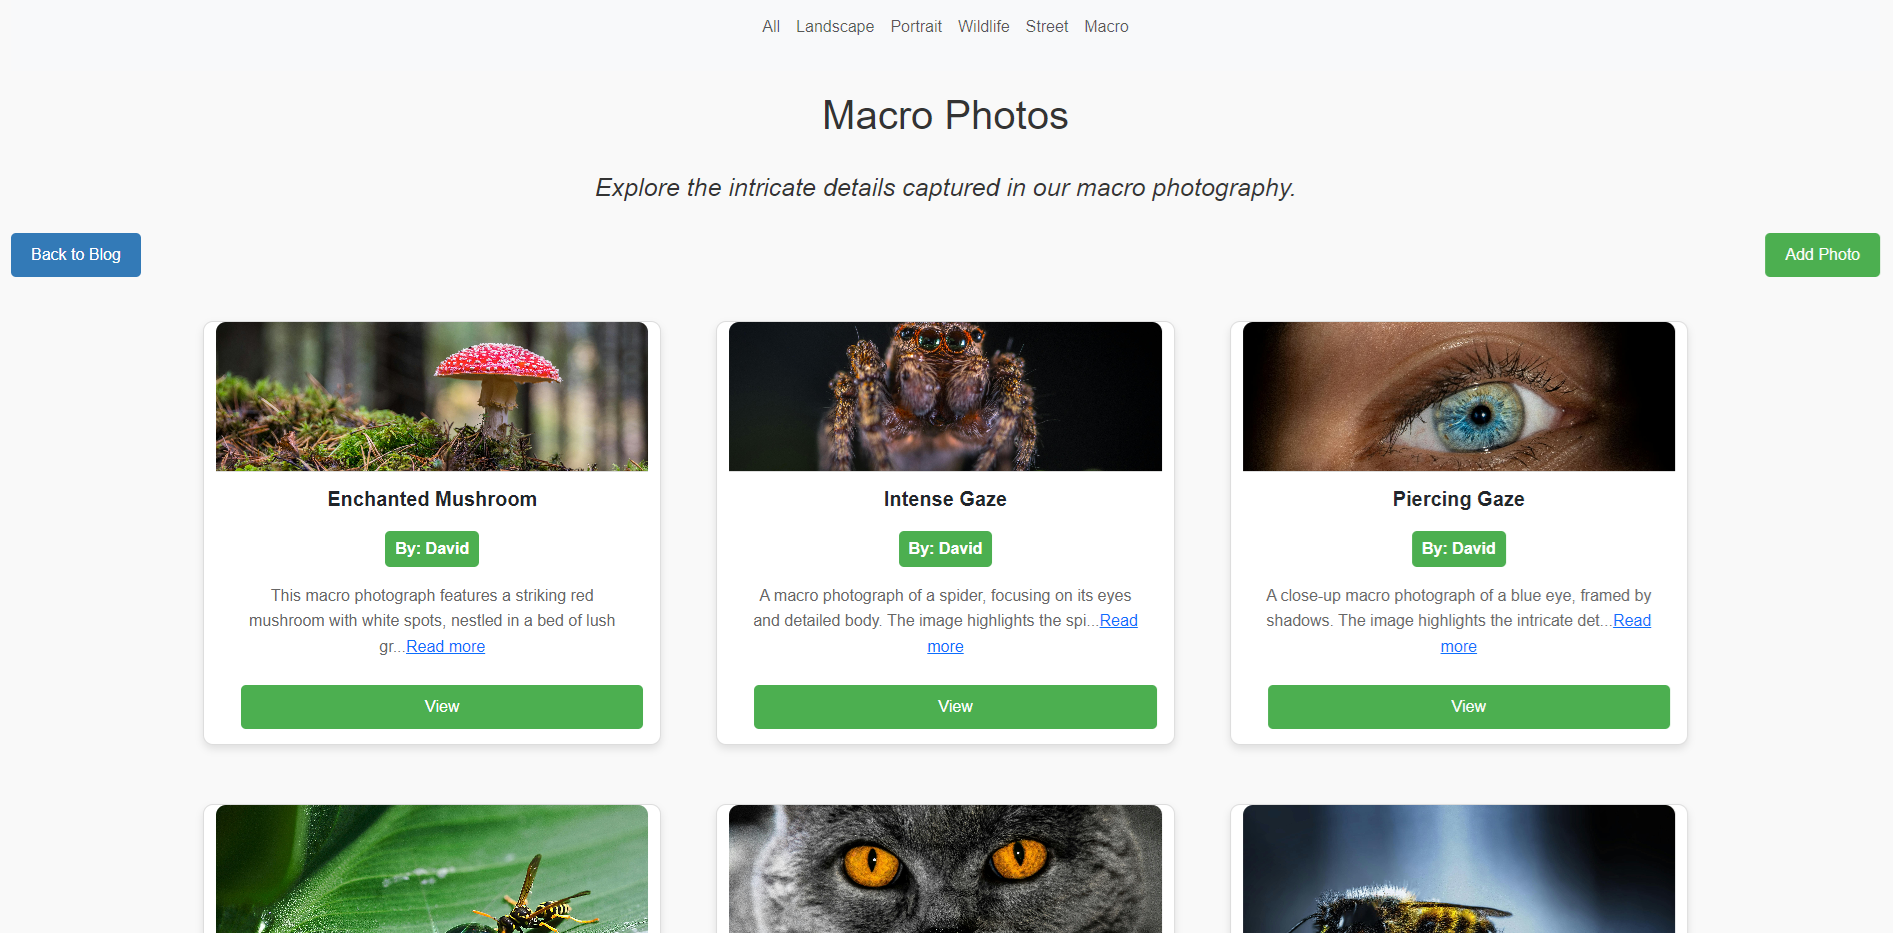 All Landscape Portrait Wildlife Street Macro
Macro Photos
Explore the intricate details captured in our macro photography.
Back to Blog
Add Photo
Enchanted Mushroom
By: David
This macro photograph features a striking red
mushroom with white spots, nestled in a bed of lush
gr...Read more
View
Intense Gaze
By: David
A macro photograph of a spider, focusing on its eyes
and detailed body. The image highlights the spi...Read
more
View
Piercing Gaze
By: David
A close-up macro photograph of a blue eye, framed by
shadows. The image highlights the intricate det...Read
more
View